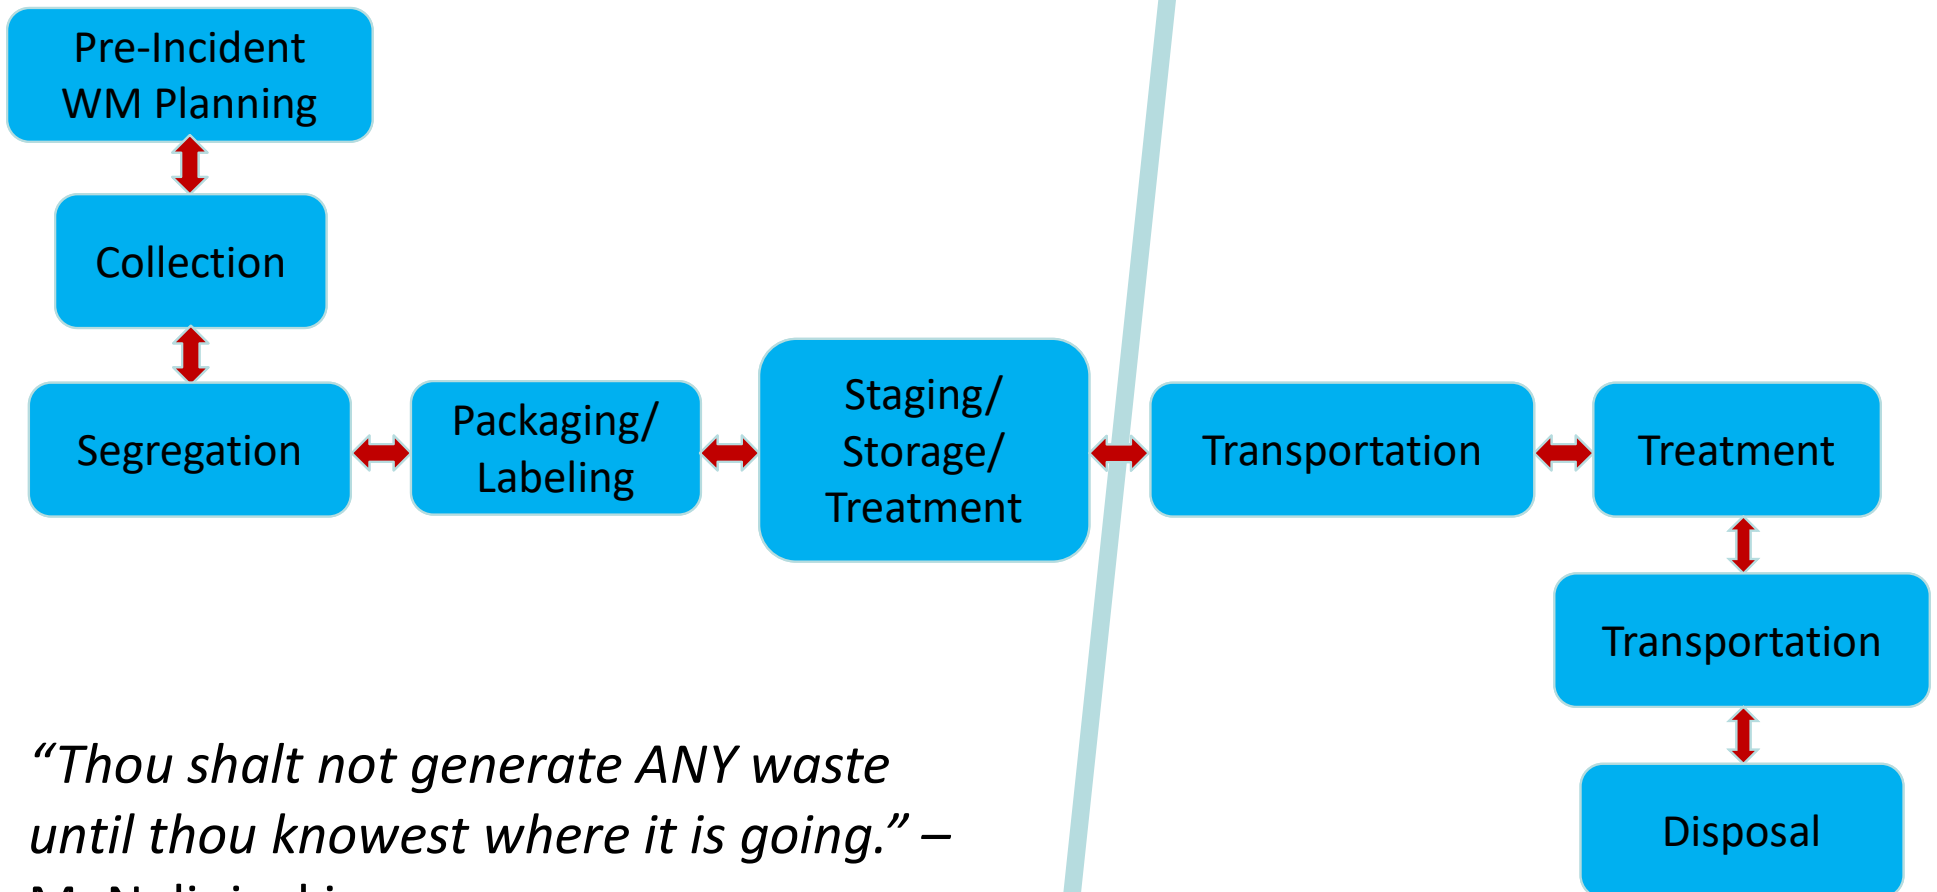 Pre-Incident
WM Planning
Collection
Segregation
Packaging/
Labeling
Staging/
Storage/
Treatment
Transportation
Treatment
Transportation
Disposal
“Thou shalt not generate ANY waste
until thou knowest where it is going.” –